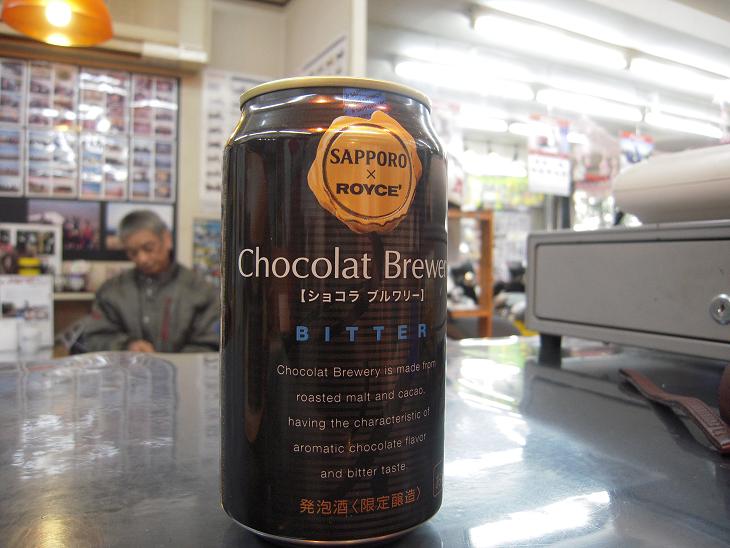 SAPPORO
×
ROYCE'
Chocolat Brewer
【ショコラ ブルワリー】
BITTER
Chocolat Brewery is made from
roasted malt and cacao,
having the characteristic of
aromatic chocolate flavor
and bitter taste.
発泡酒〈限定醸造〉